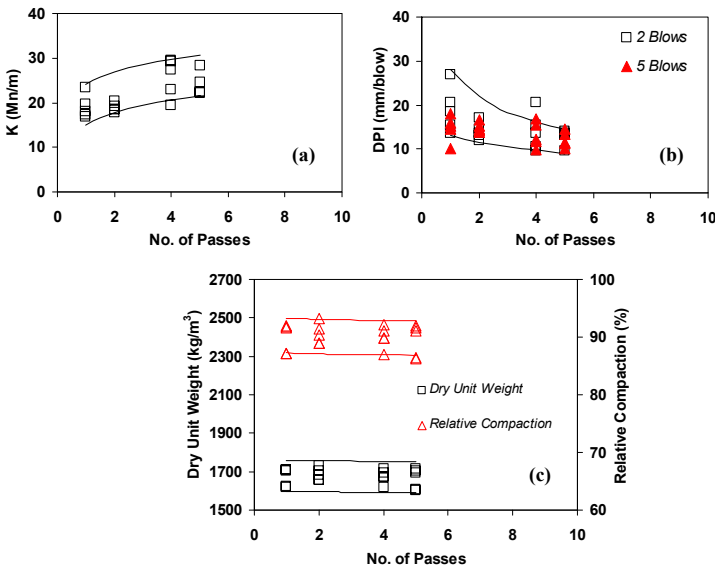 40
30
20
10
0
K (Mn/m)
(a)
0 2 4 6 8 10
No. of Passes
40
30
20
10
0
DPI (mm/blow)
2 Blows
5 Blows
(b)
0 2 4 6 8 10
No. of Passes
2700
2500
2300
2100
1900
1700
1500
Dry Unit Weight (kg/m³)
100
90
80
70
60
Relative Compaction (%)
Dry Unit Weight
Relative Compaction
(c)
0 2 4 6 8 10
No. of Passes